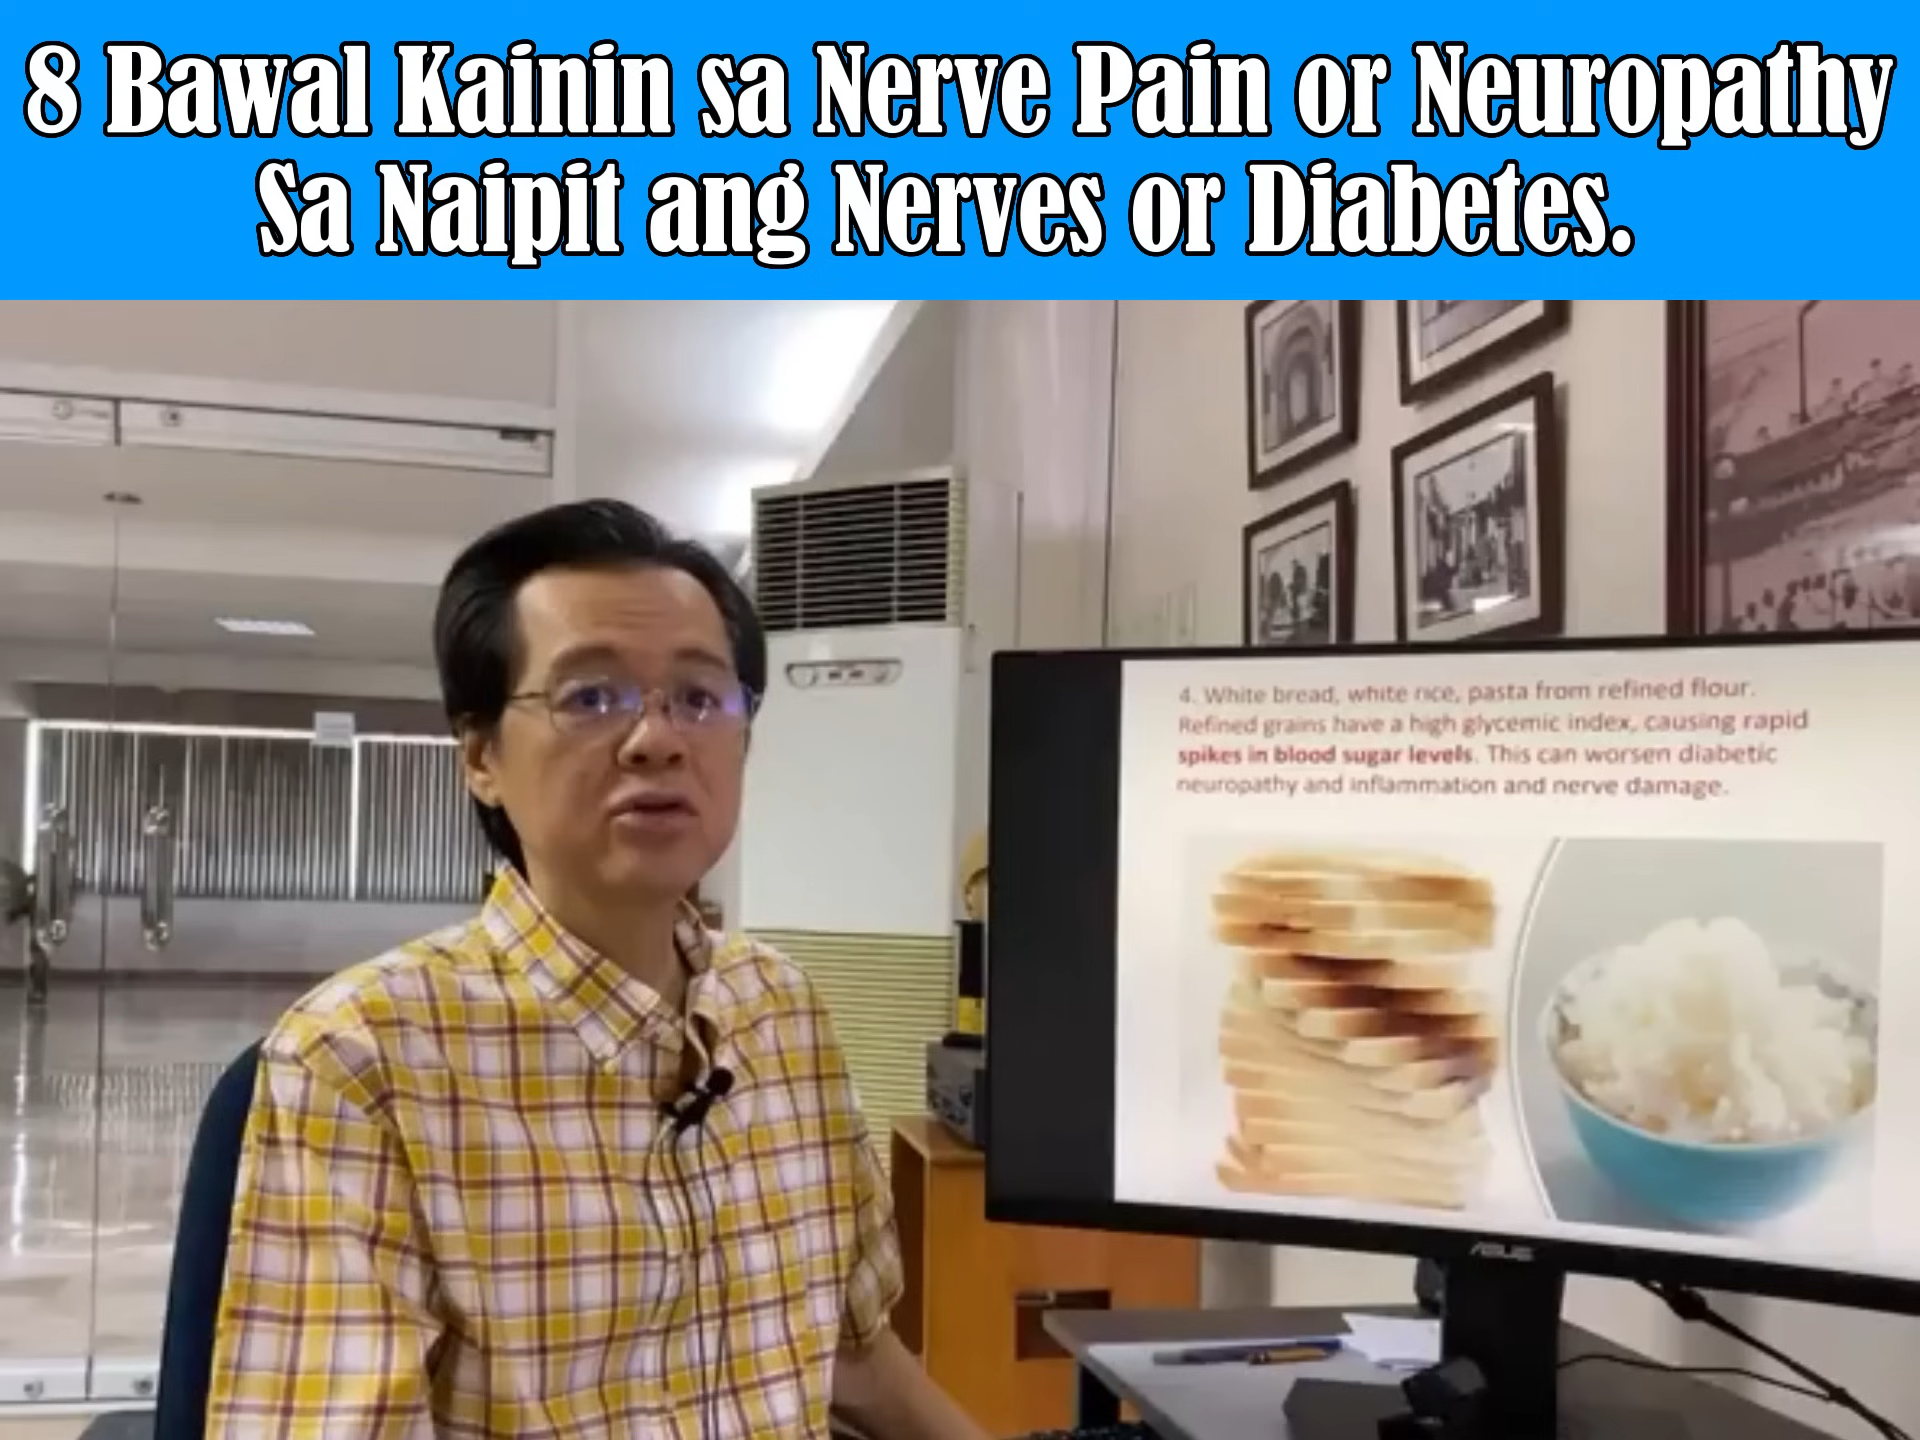 8 Bawal Kainin sa Nerve Pain or Neuropathy
Sa Naipit ang Nerves or Diabetes.
4. White bread, white rice, pasta from refined flour.
Refined grains have a high glycemic index, causing rapid
spikes in blood sugar levels. This can worsen diabetic
neuropathy and inflammation and nerve damage.
ASUS